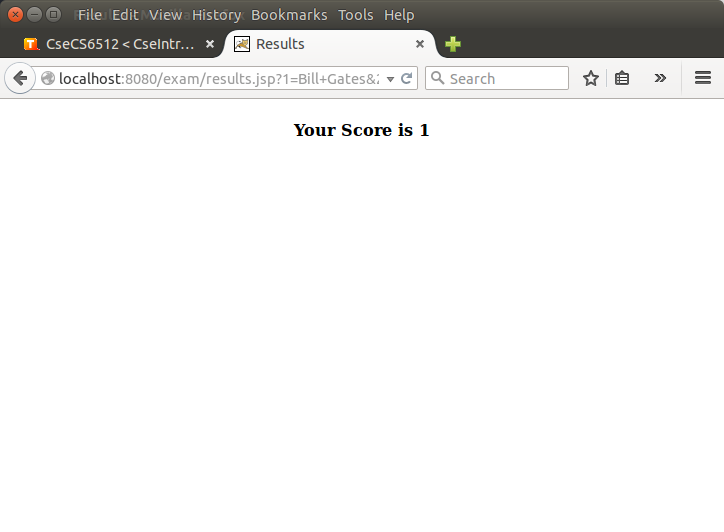 File Edit View History Bookmarks Tools Help
CseCS6512 < CseIntr... Results
localhost:8080/exam/results.jsp?1=Bill+Gates& Search
Your Score is 1